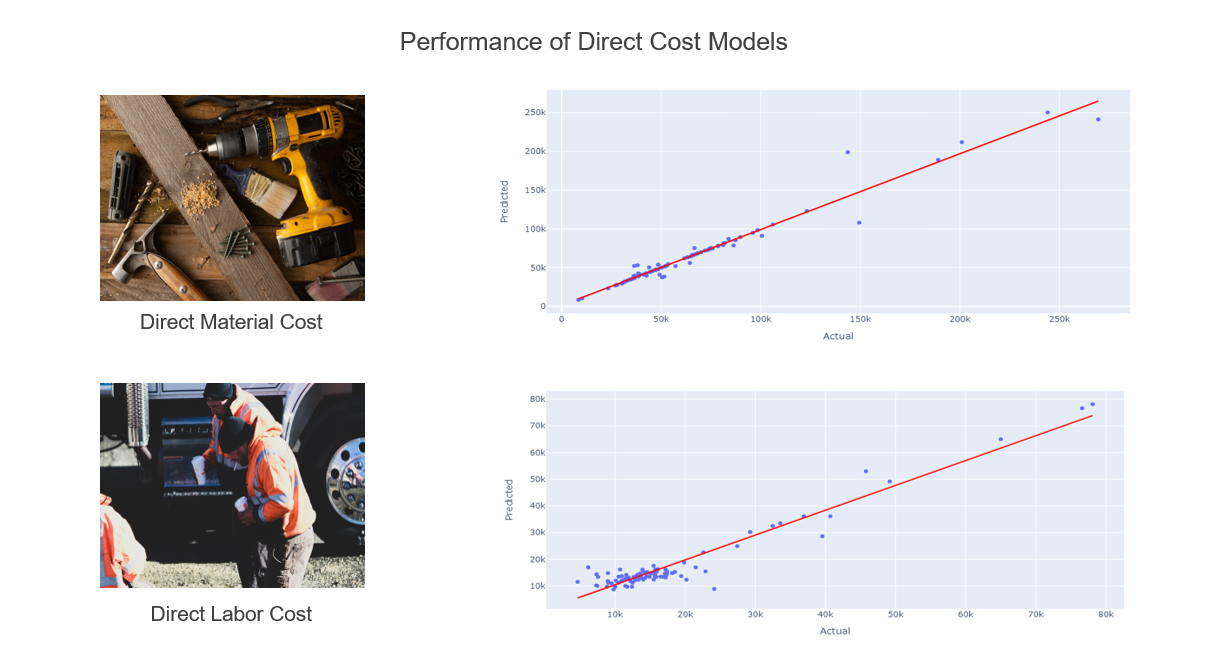 Performance of Direct Cost Models
250k
200k
150k
100k
50k
0
Predicted
0 50k 100k 150k 200k 250k
Actual
Direct Material Cost
80k
70k
60k
50k
40k
30k
20k
10k
Predicted
10k 20k 30k 40k 50k 60k 70k 80k
Actual
Direct Labor Cost